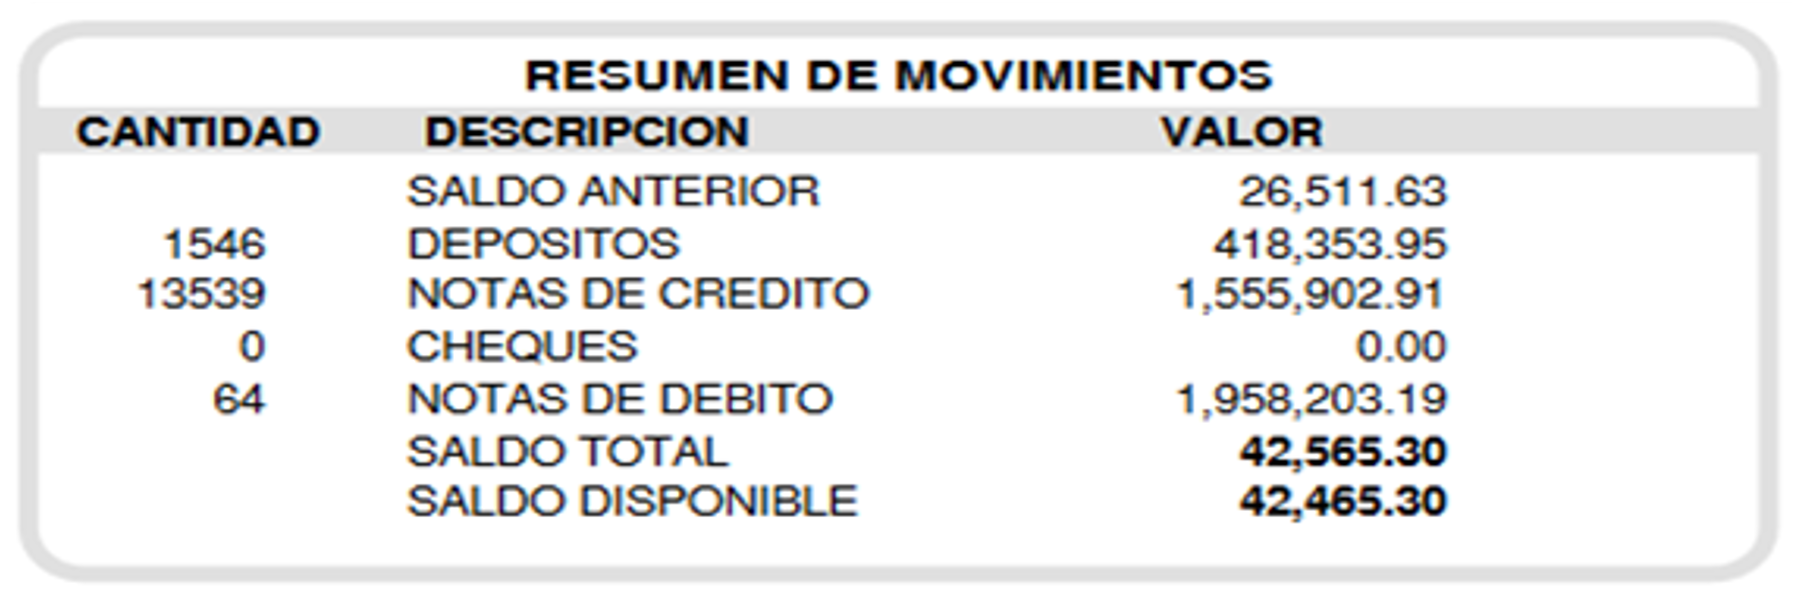 RESUMEN DE MOVIMIENTOS
CANTIDAD DESCRIPCION VALOR
SALDO ANTERIOR 26,511.63
1546 DEPOSITOS 418,353.95
13539 NOTAS DE CREDITO 1,555,902.91
0 CHEQUES 0.00
64 NOTAS DE DEBITO 1,958,203.19
SALDO TOTAL 42,565.30
SALDO DISPONIBLE 42,465.30